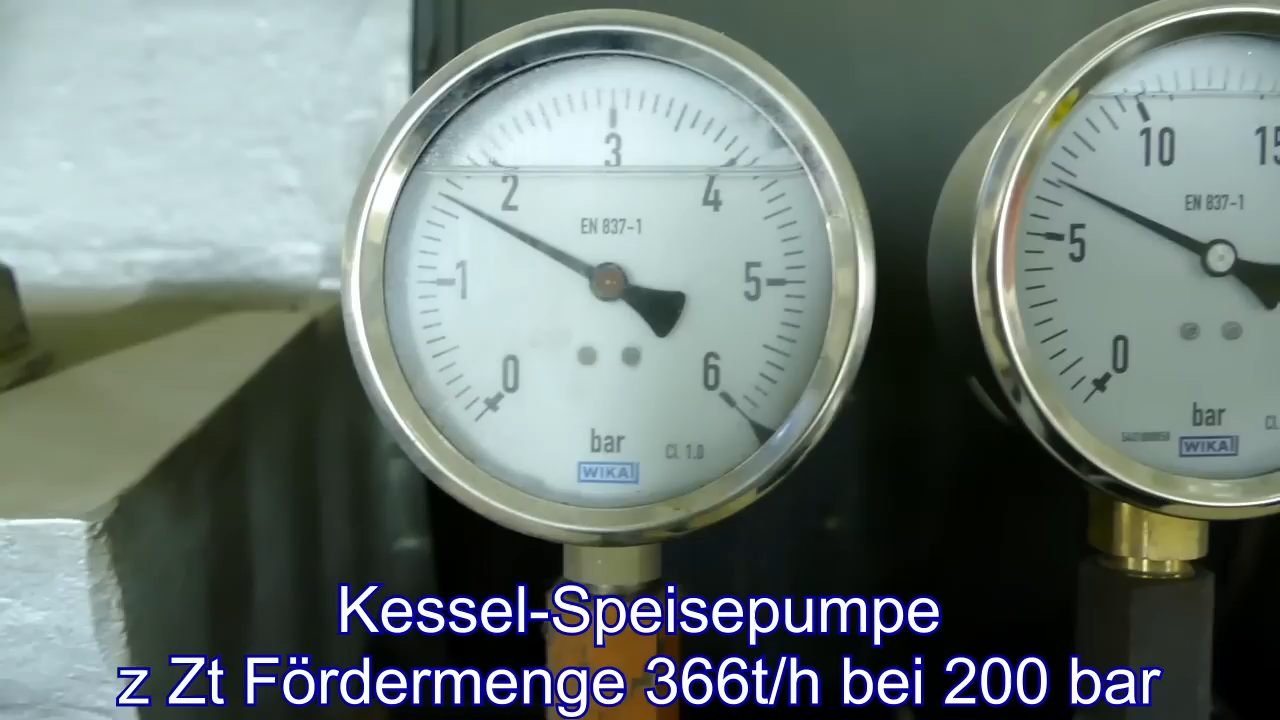 3
2
4
EN 837-1
1
5
0
6
bar
Cl. 1.0
WIKA
10
15
EN 837-1
5
0
bar
CL
WIKA
Kessel-Speisepumpe
z Zt Fördermenge 366t/h bei 200 bar